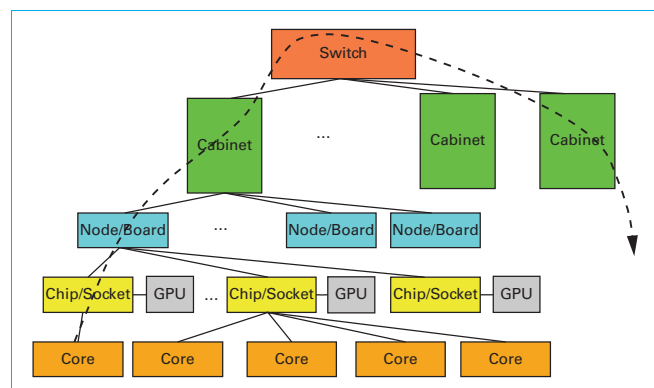 Switch
Cabinet ... Cabinet Cabinet
Node/Board ... Node/Board Node/Board
Chip/Socket GPU ... Chip/Socket GPU Chip/Socket GPU
Core Core Core Core Core